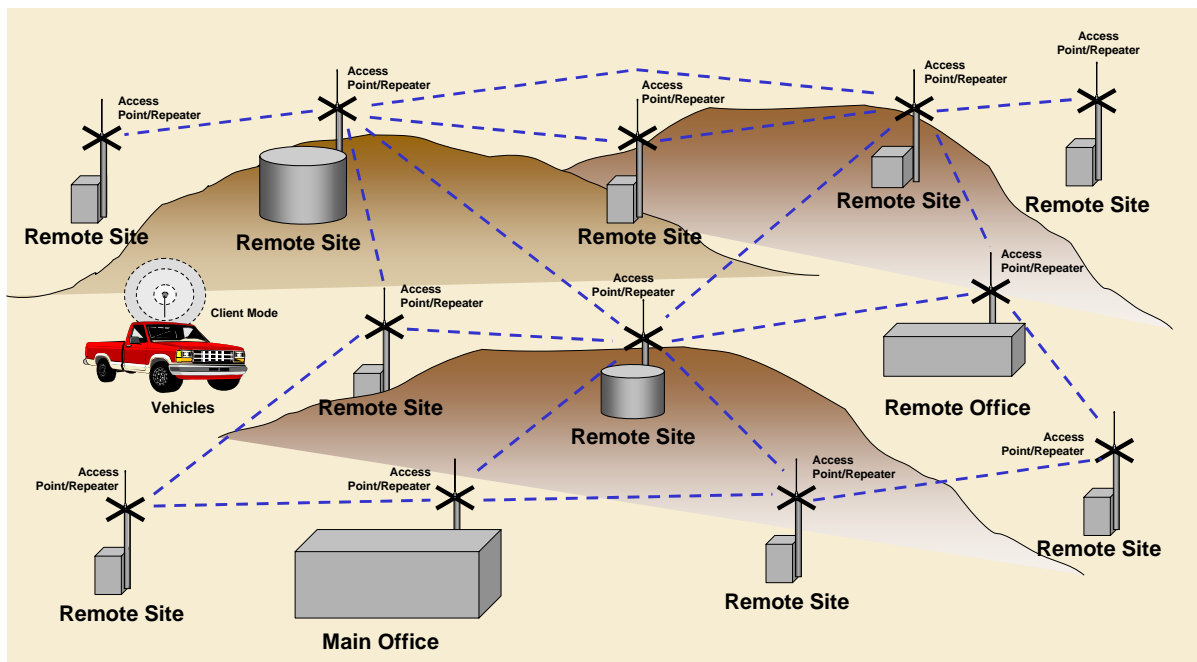 Access
Point/Repeater
Remote Site
Access
Point/Repeater
Remote Site
Access
Point/Repeater
Remote Site
Access
Point/Repeater
Remote Site
Access
Point/Repeater
Remote Site
Client Mode
Vehicles
Access
Point/Repeater
Remote Site
Access
Point/Repeater
Remote Site
Access
Point/Repeater
Remote Office
Access
Point/Repeater
Remote Site
Access
Point/Repeater
Main Office
Access
Point/Repeater
Remote Site
Access
Point/Repeater
Remote Site